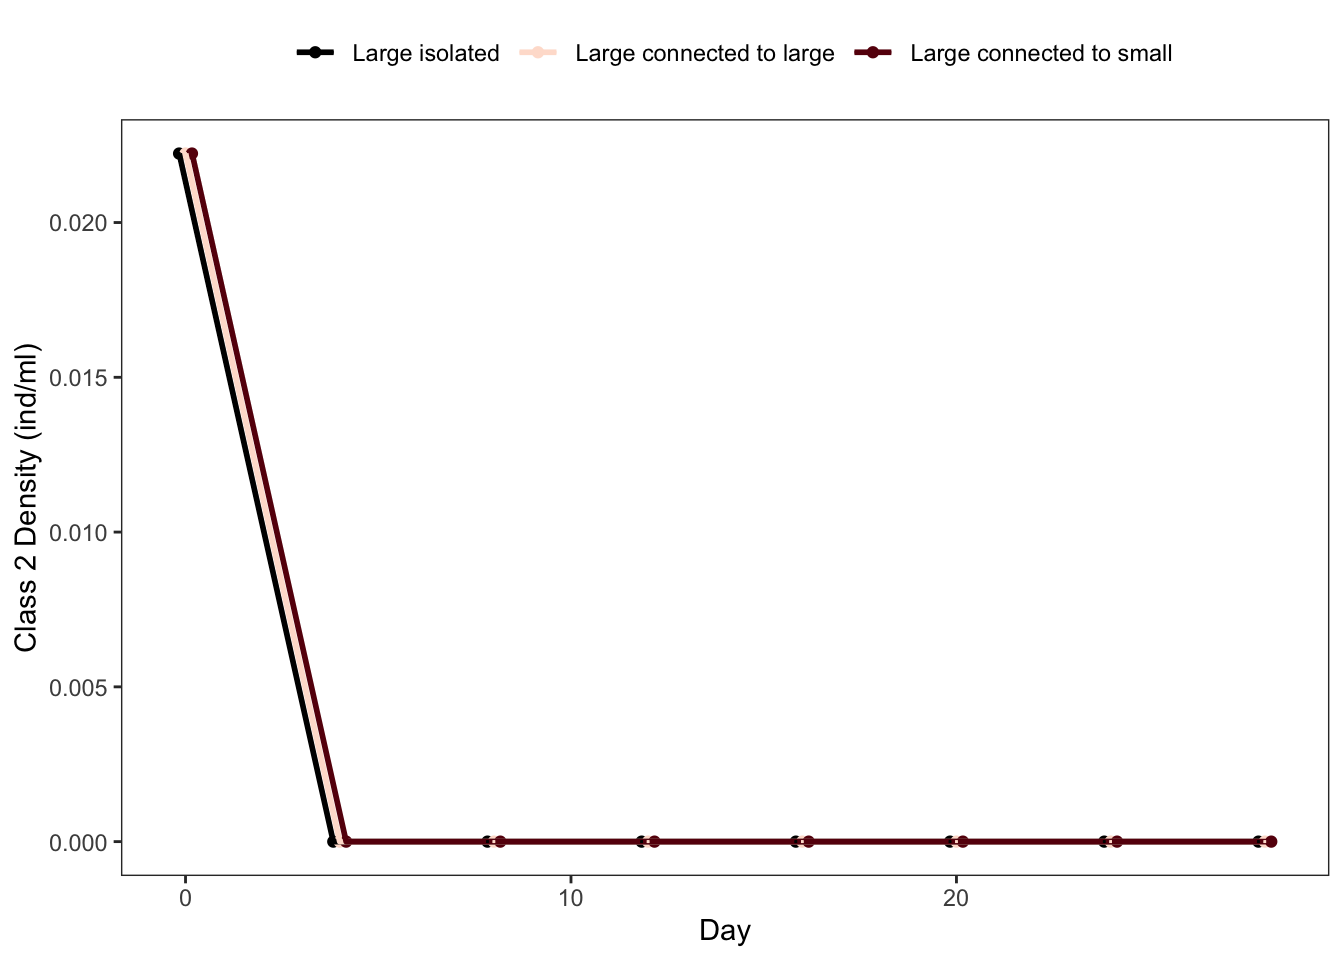 Large isolated Large connected to large Large connected to small
0.020
0.015
0.010
0.005
0.000
Class 2 Density (ind/ml)
0 10 20
Day